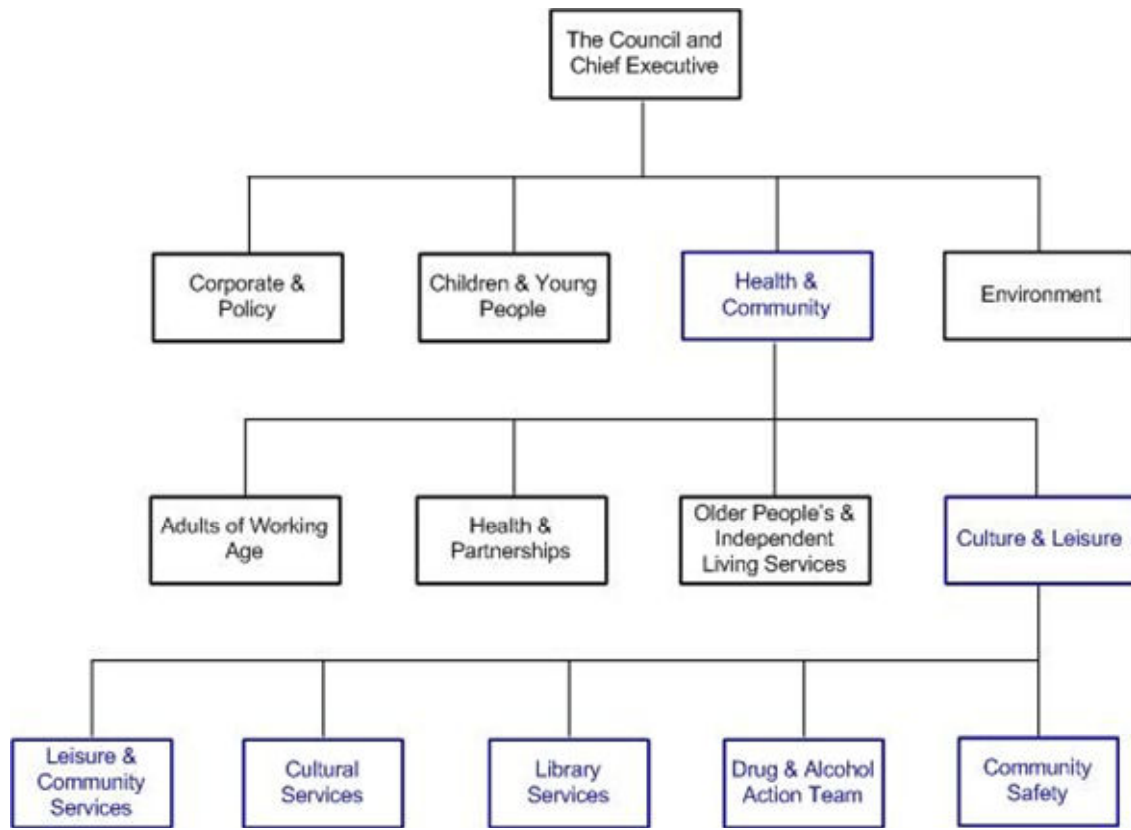 The Council and
Chief Executive
Corporate &
Policy
Children & Young
People
Health &
Community
Environment
Adults of Working
Age
Health &
Partnerships
Older People's &
Independent
Living Services
Culture & Leisure
Leisure &
Community
Services
Cultural
Services
Library
Services
Drug & Alcohol
Action Team
Community
Safety